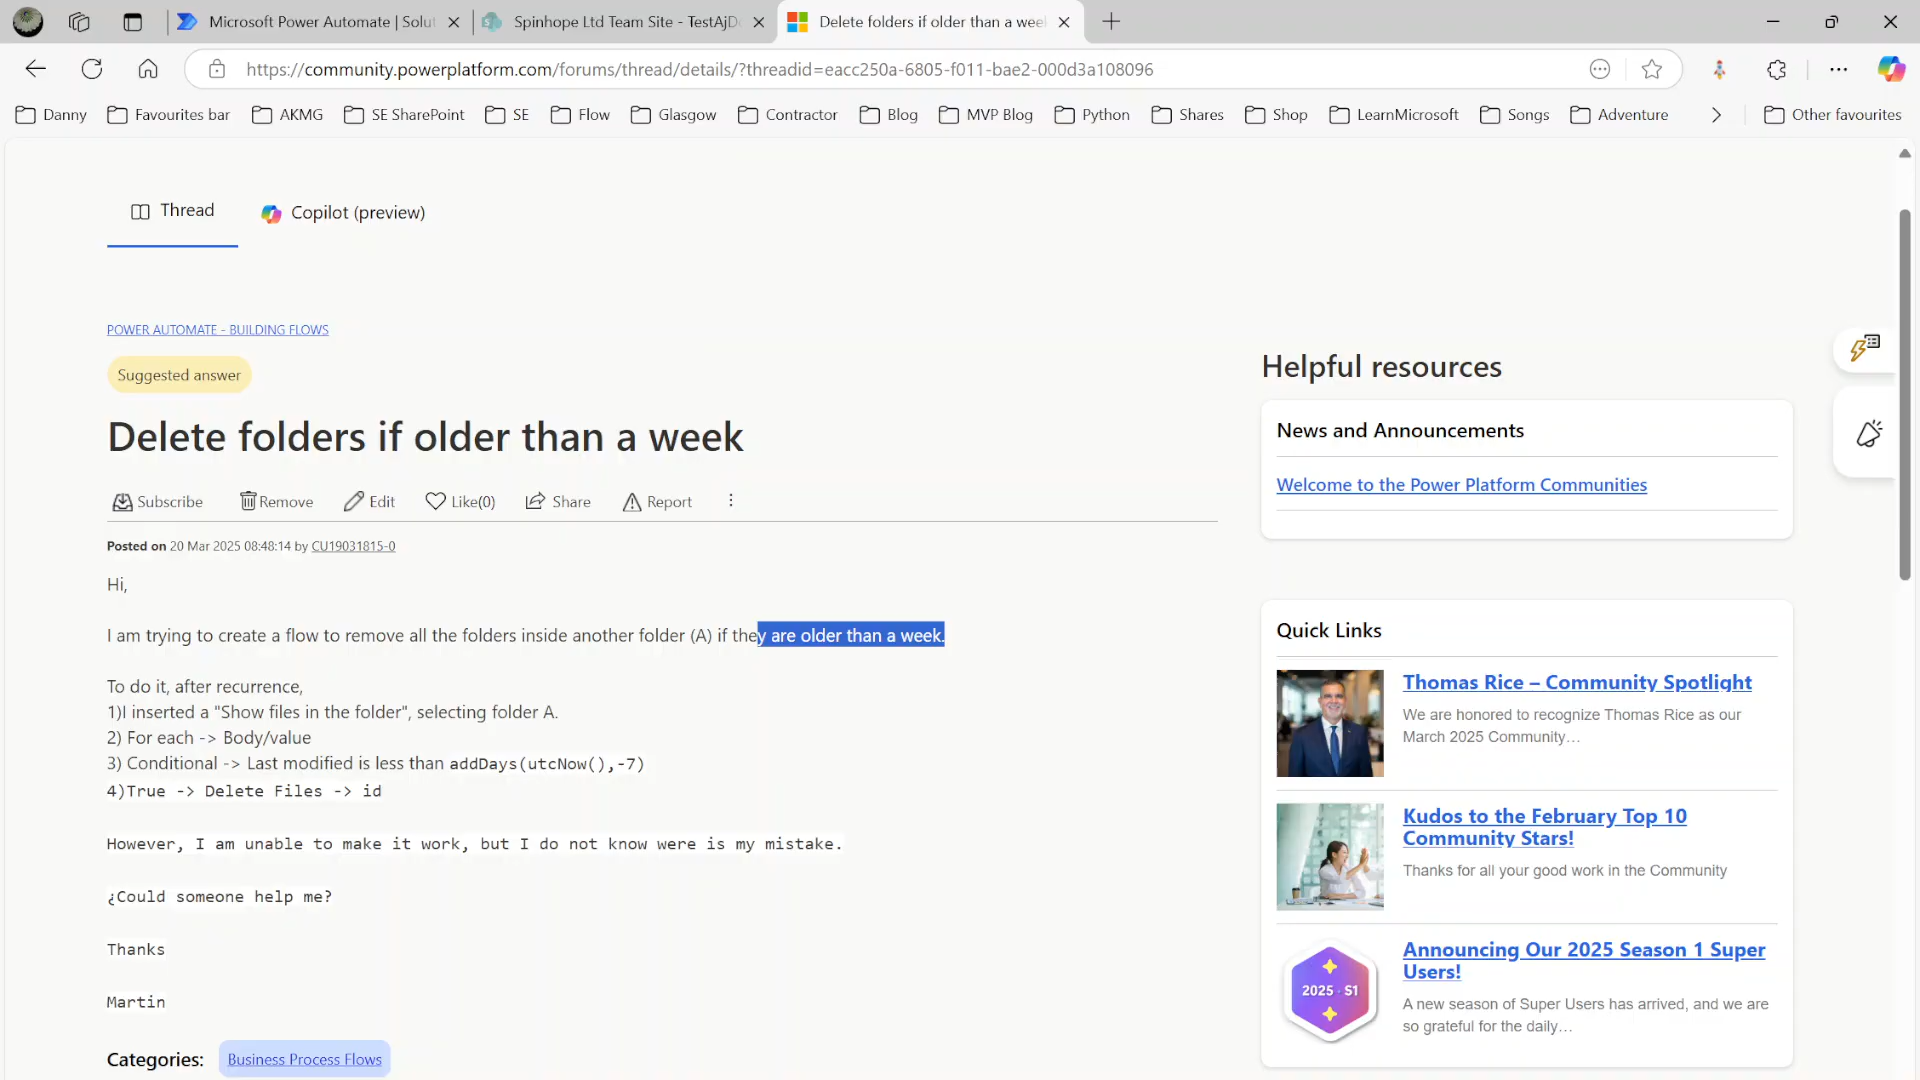 Microsoft Power Automate | Solut
Spinhope Ltd Team Site - TestAjD
Delete folders if older than a week
https://community.powerplatform.com/forums/thread/details/?threadid=eacc250a-6805-f011-bae2-000d3a108096
Danny
Favourites bar
AKMG
SE SharePoint
SE
Flow
Glasgow
Contractor
Blog
MVP Blog
Python
Shares
Shop
LearnMicrosoft
Songs
Adventure
Other favourites
Thread
Copilot (preview)
POWER AUTOMATE - BUILDING FLOWS
Suggested answer
Delete folders if older than a week
Subscribe
Remove
Edit
Like(0)
Share
Report
Posted on 20 Mar 2025 08:48:14 by CU19031815-0
Hi,
I am trying to create a flow to remove all the folders inside another folder (A) if they are older than a week.
To do it, after recurrence,
1)I inserted a "Show files in the folder", selecting folder A.
2) For each -> Body/value
3) Conditional -> Last modified is less than addDays(utcNow(),-7)
4)True -> Delete Files -> id
However, I am unable to make it work, but I do not know were is my mistake.
¿Could someone help me?
Thanks
Martin
Categories:
Business Process Flows
Helpful resources
News and Announcements
Welcome to the Power Platform Communities
Quick Links
Thomas Rice – Community Spotlight
We are honored to recognize Thomas Rice as our
March 2025 Community…
Kudos to the February Top 10
Community Stars!
Thanks for all your good work in the Community
2025 - S1
Announcing Our 2025 Season 1 Super
Users!
A new season of Super Users has arrived, and we are
so grateful for the daily…